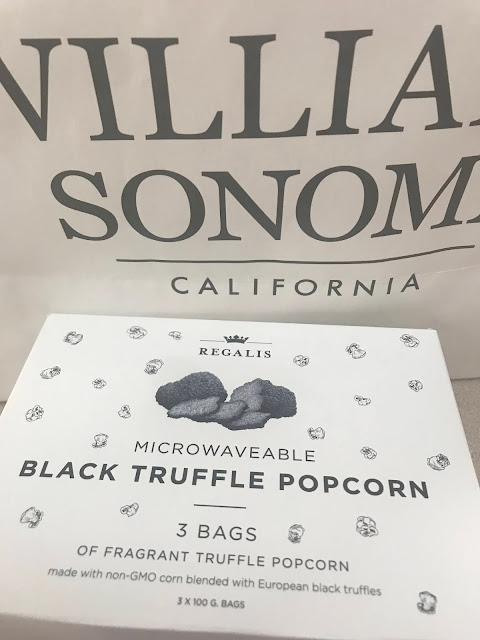 WILLIA
SONOM
CALIFORNIA
REGALIS
MICROWAVEABLE
BLACK TRUFFLE POPCORN
3 BAGS
OF FRAGRANT TRUFFLE POPCORN
made with non-GMO corn blended with European black truffles
3 X 100 G. BAGS